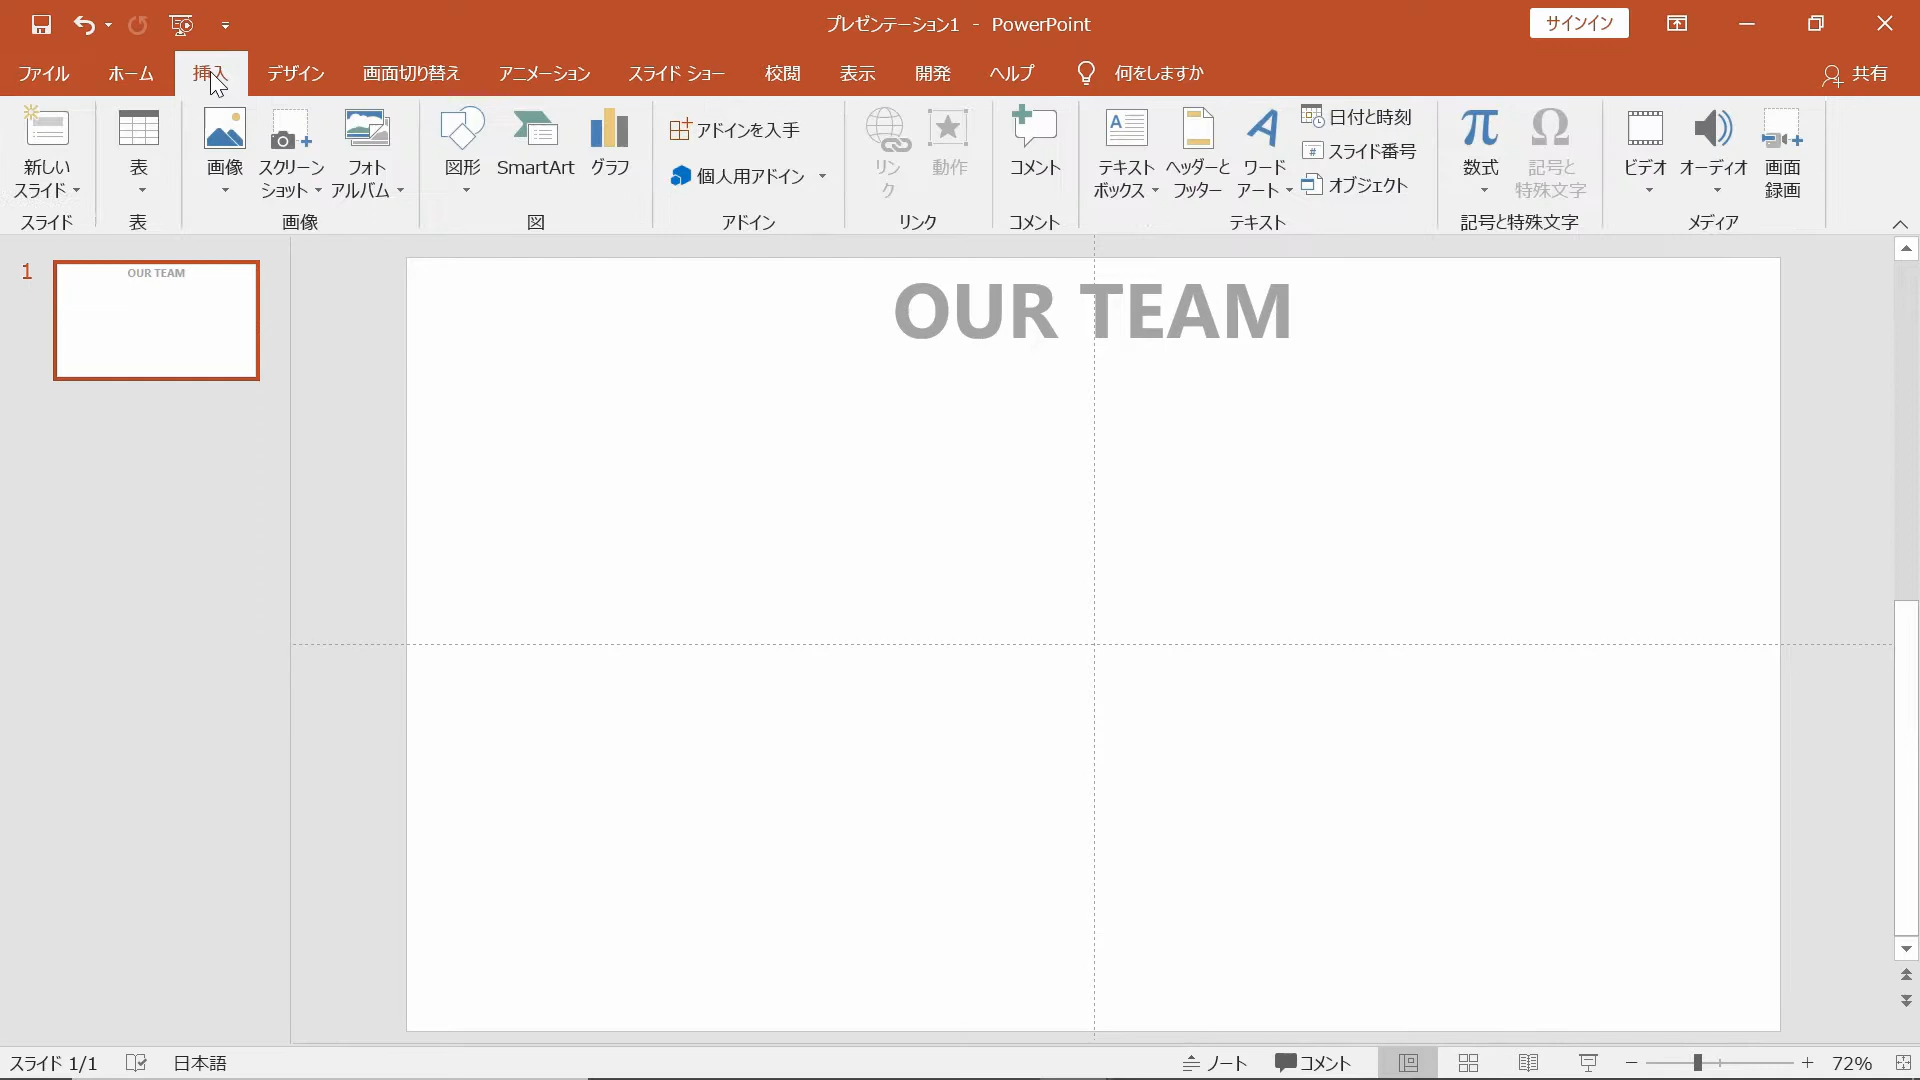 プレゼンテーション1 - PowerPoint
サインイン
ファイル ホーム 挿入 デザイン 画面切り替え アニメーション スライド ショー 校閲 表示 開発 ヘルプ 何をしますか 共有
新しい
スライド
スライド
表
表
画像
スクリーン
ショット
フォト
アルバム
画像
図形
SmartArt
グラフ
図
アドインを入手
個人用アドイン
アドイン
リン
ク
動作
リンク
コメント
コメント
テキスト
ボックス
ヘッダーと
フッター
ワード
アート
日付と時刻
スライド番号
オブジェクト
テキスト
数式
記号と
特殊文字
記号と特殊文字
ビデオ
オーディオ
画面
録画
メディア
1
OUR TEAM
OUR TEAM
スライド 1/1 日本語 ノート コメント 72%